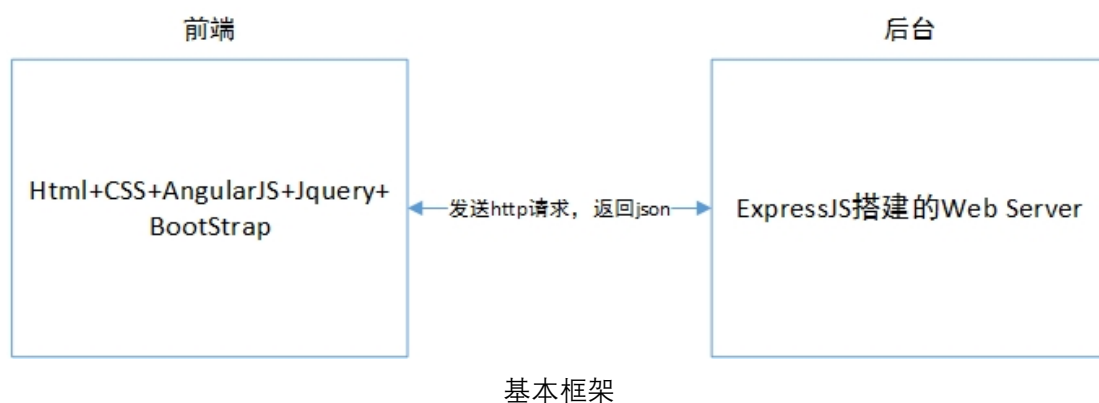 前端
后台
Html+CSS+AngularJS+Jquery+
BootStrap
发送http请求，返回json
ExpressJS搭建的Web Server
基本框架